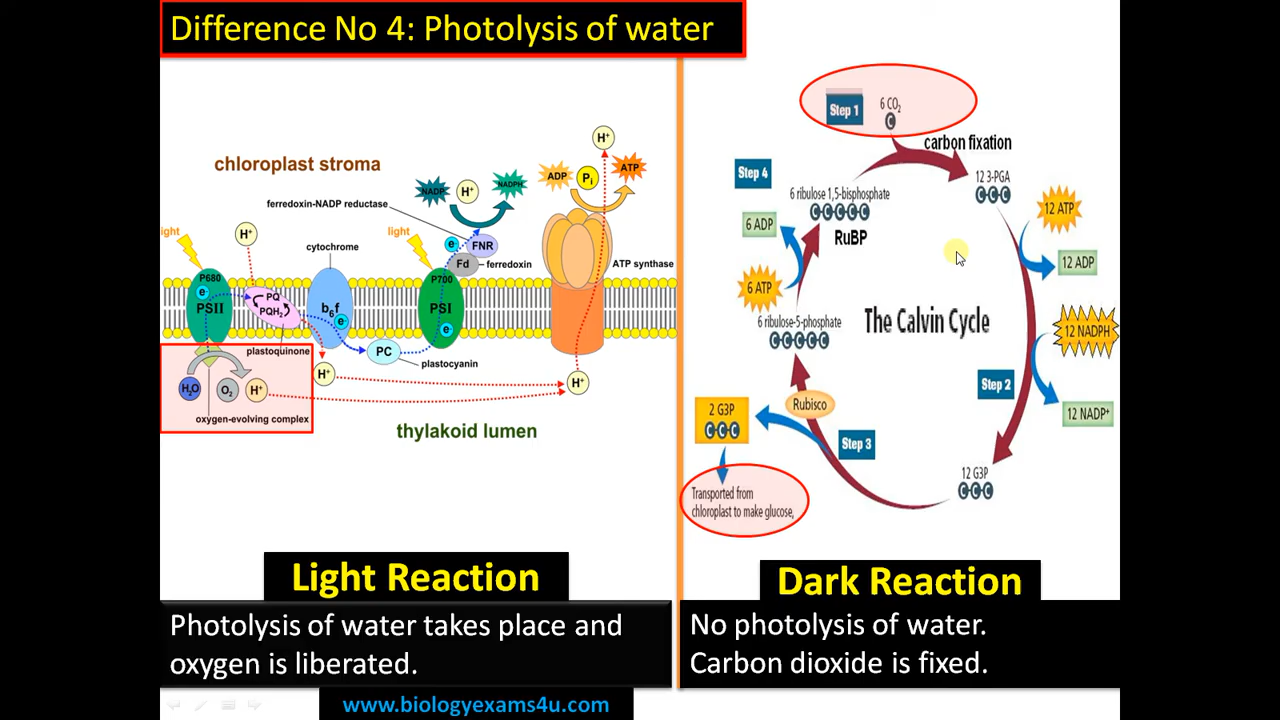 Difference No 4: Photolysis of water
chloroplast stroma
H+
ADP
Pi
ATP
NADP
H+
NADPH
ferredoxin-NADP reductase
light
H+
cytochrome
light
e-
FNR
Fd
ferredoxin
ATP synthase
P680
e-
PSII
PQ
PQH2
b6f
e-
P700
PSI
e-
plastoquinone
PC
plastocyanin
H2O
O2
H+
H+
H+
oxygen-evolving complex
thylakoid lumen
Light Reaction
Photolysis of water takes place and
oxygen is liberated.
Step 1
6 CO2
C
carbon fixation
Step 4
12 3-PGA
C C C
6 ribulose 1,5-bisphosphate
C C C C C
RuBP
6 ADP
12 ATP
12 ADP
6 ATP
6 ribulose-5-phosphate
C C C C C
The Calvin Cycle
12 NADPH
Step 2
12 NADP+
Rubisco
2 G3P
C C C
Step 3
12 G3P
C C C
Transported from
chloroplast to make glucose,
Dark Reaction
No photolysis of water.
Carbon dioxide is fixed.
www.biologyexams4u.com